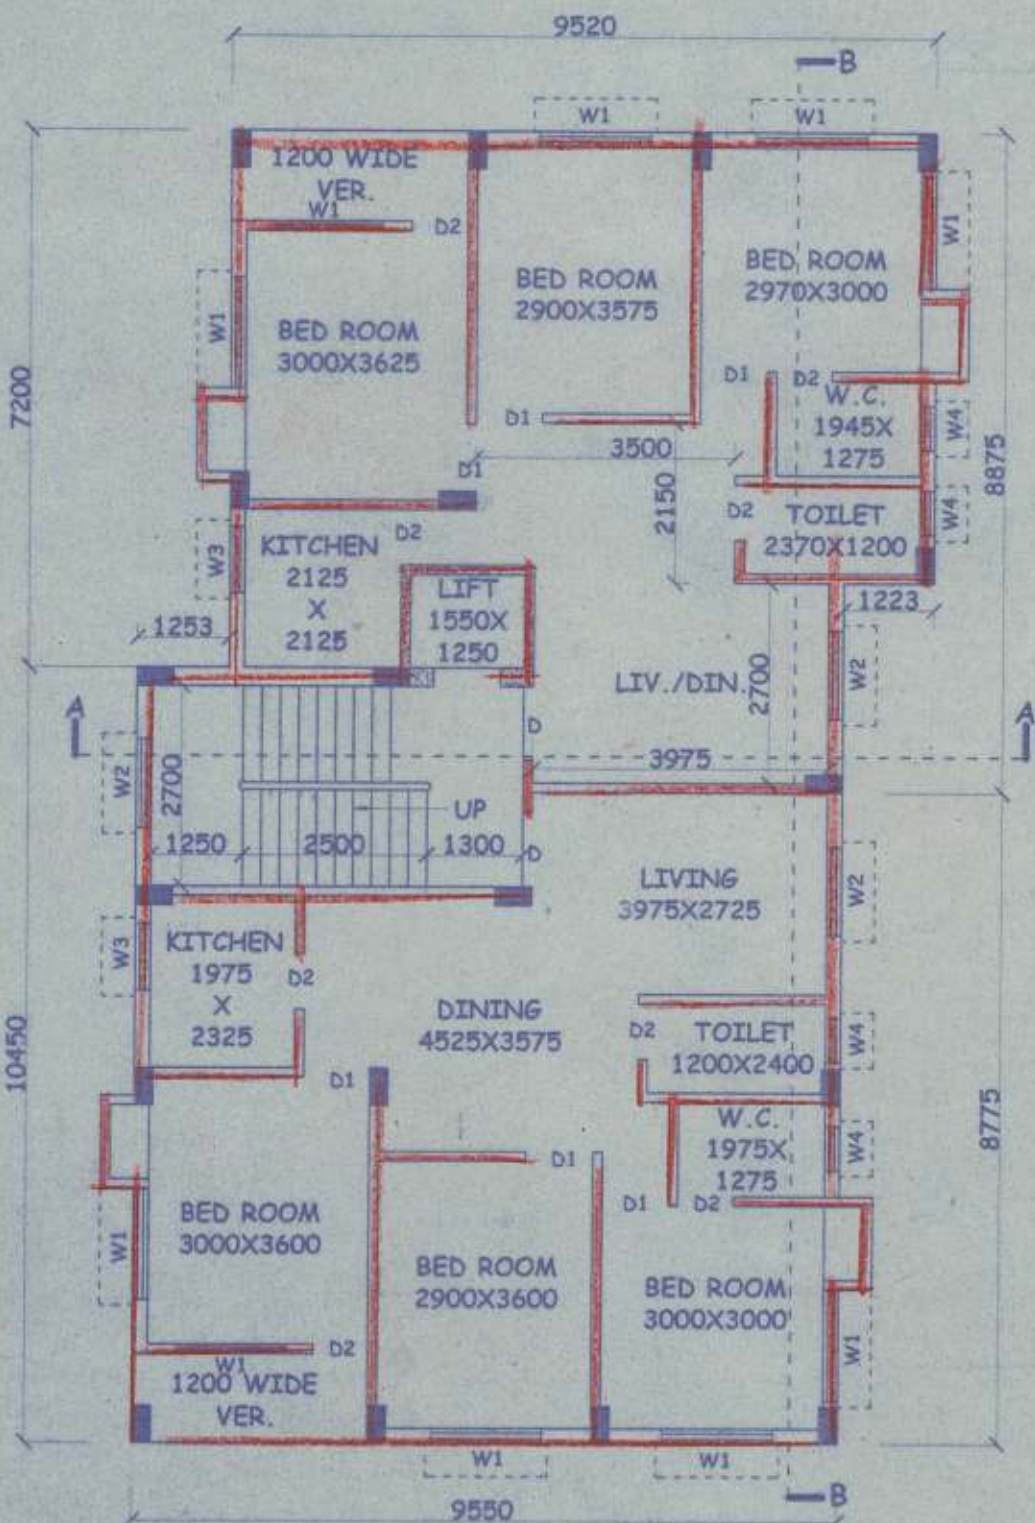 9520
B
W1
W1
1200 WIDE
VER.
W1
D2
W1
BED ROOM
2900X3575
BED ROOM
2970X3000
W1
BED ROOM
3000X3625
7200
D1
D2
W.C.
1945X
1275
W4
D1
3500
8875
D1
2150
D2
TOILET
2370X1200
W4
D2
KITCHEN
2125
X
2125
W3
LIFT
1550X
1250
1253
1223
LIV./DIN.
2700
W2
A
A
D
3975
W2
2700
UP
1250
2500
1300
D
LIVING
3975X2725
W2
W3
KITCHEN
1975
X
2325
D2
DINING
4525X3575
D2
TOILET
1200X2400
W4
10450
D1
8775
W.C.
1975X
1275
W4
D1
D1
D2
BED ROOM
3000X3600
W1
BED ROOM
2900X3600
BED ROOM
3000X3000
W1
D2
W1
1200 WIDE
VER.
W1
W1
B
9550